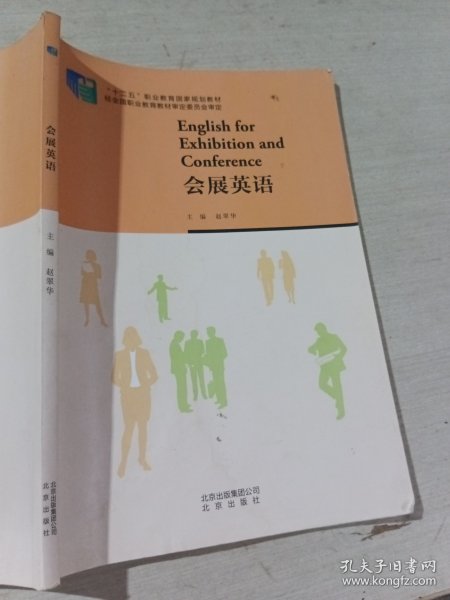 "十二五"职业教育国家规划教材
经全国职业教育教材审定委员会审定
English for
Exhibition and
Conference
会展英语
主 编 赵翠华
北京出版集团公司
北 京 出 版 社
会展英语
主 编 赵翠华
北京出版集团公司
北 京 出 版 社
孔夫子旧书网
www.kongfz.com